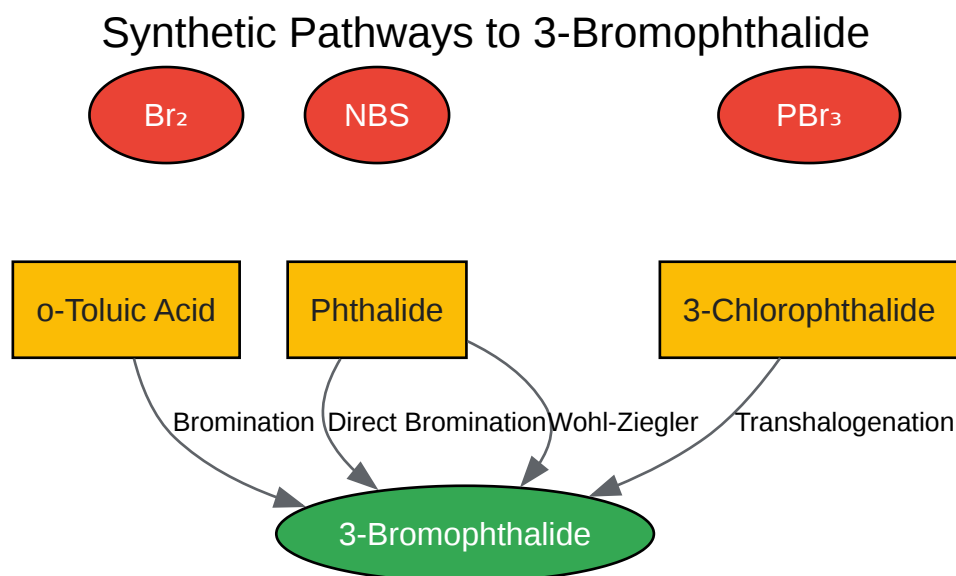 Synthetic Pathways to 3-Bromophthalide
Br₂
NBS
PBr₃
o-Toluic Acid
Phthalide
3-Chlorophthalide
Bromination
Direct Bromination
Wohl-Ziegler
Transhalogenation
3-Bromophthalide